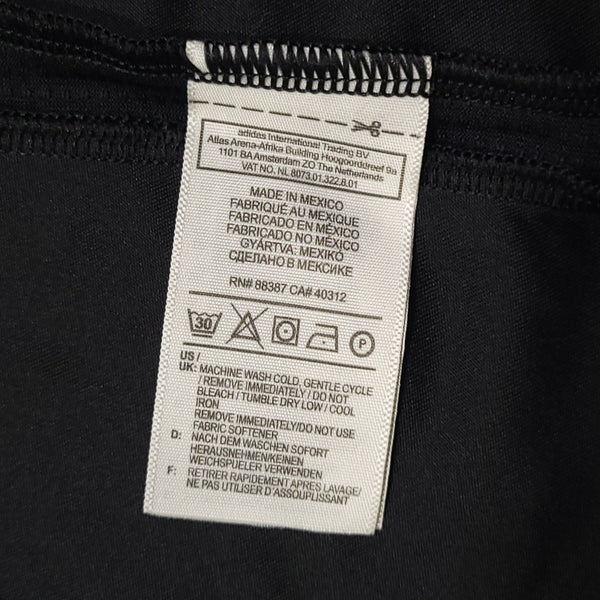 adidas International Trading BV
Atlas Arena-Afrika Building Hoogoorddreef 9a
1101 BA Amsterdam ZO The Netherlands
VAT NO. NL 8073.01.322.B.01
MADE IN MEXICO
FABRIQUÉ AU MEXIQUE
FABRICADO EN MÉXICO
FABRICADO NO MÉXICO
GYÁRTVA: MEXIKÓ
СДЕЛАНО В МЕКСИКЕ
RN# 88387 CA# 40312
30
P
US /
UK: MACHINE WASH COLD, GENTLE CYCLE
/ REMOVE IMMEDIATELY / DO NOT
BLEACH / TUMBLE DRY LOW / COOL
IRON
REMOVE IMMEDIATELY/DO NOT USE
FABRIC SOFTENER
D: NACH DEM WASCHEN SOFORT
HERAUSNEHMEN/KEINEN
WEICHSPUELER VERWENDEN
F: RETIRER RAPIDEMENT APRES LAVAGE/
NE PAS UTILISER D'ASSOUPLISSANT